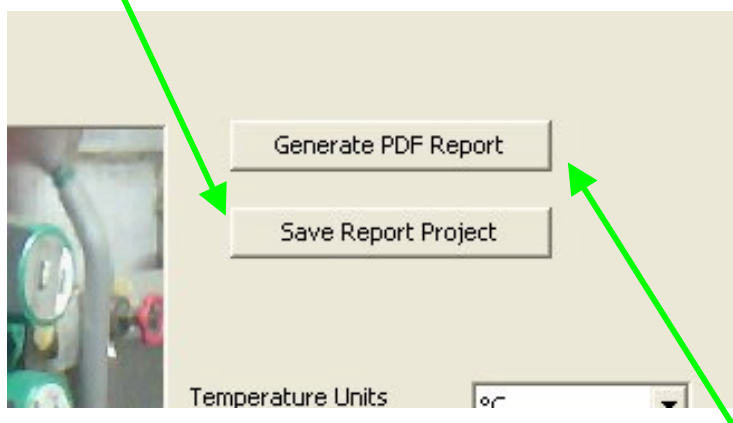 Generate PDF Report
Save Report Project
Temperature Units
°C